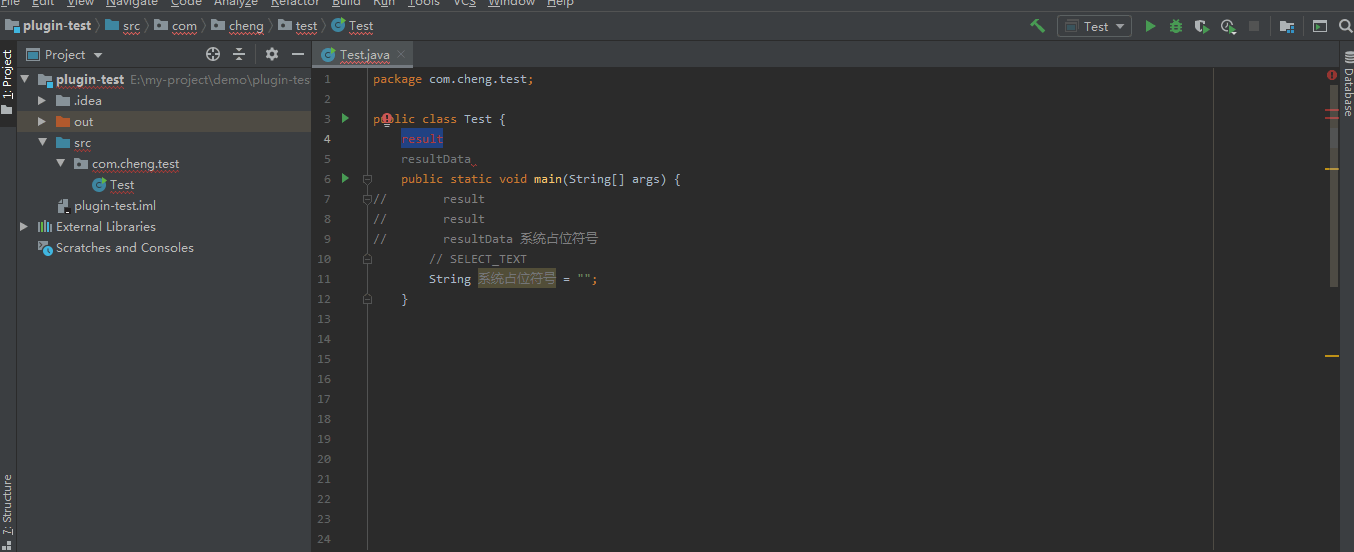 File Edit View Navigate Code Analyze Refactor Build Run Tools VCS Window Help
plugin-test src com cheng test Test
Test
1: Project
Project
plugin-test E:\my-project\demo\plugin-tes
.idea
out
src
com.cheng.test
Test
plugin-test.iml
External Libraries
Scratches and Consoles
7: Structure
Test.java
1 package com.cheng.test;
2
3 public class Test {
4 result
5 resultData
6 public static void main(String[] args) {
7 // result
8 // result
9 // resultData 系统占位符号
10 // SELECT_TEXT
11 String 系统占位符号 = "";
12 }
13
14
15
16
17
18
19
20
21
22
23
24
Database